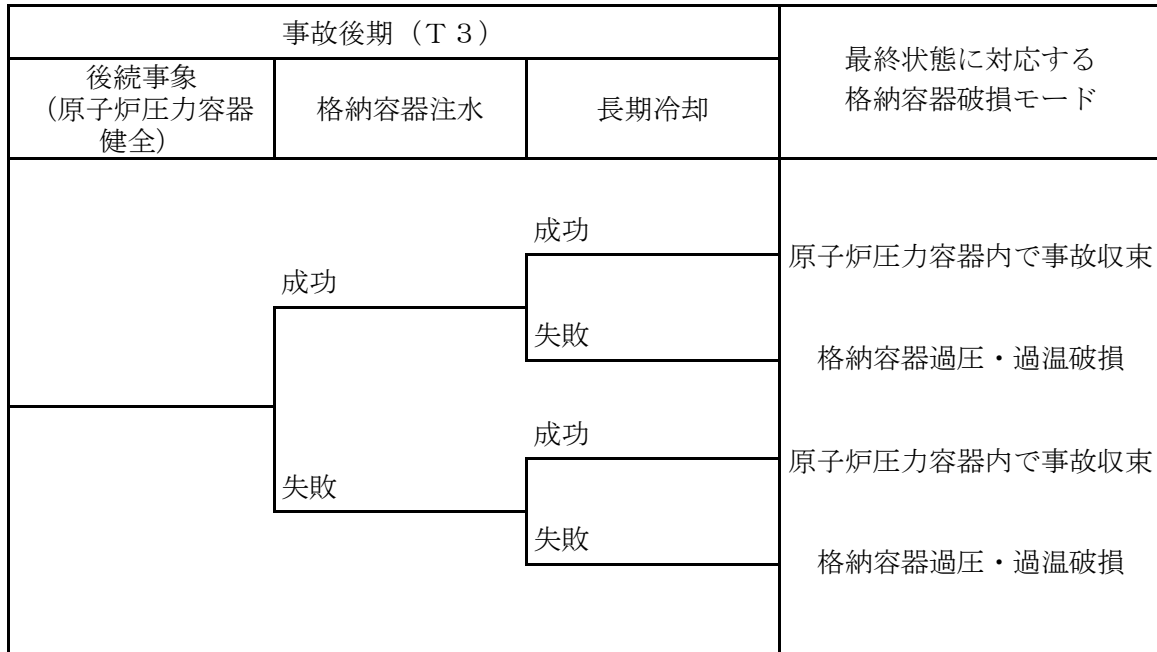 事故後期（Ｔ３）
後続事象
(原子炉圧力容器
健全)
格納容器注水
長期冷却
最終状態に対応する
格納容器破損モード
成功
原子炉圧力容器内で事故収束
成功
失敗
格納容器過圧・過温破損
成功
原子炉圧力容器内で事故収束
失敗
失敗
格納容器過圧・過温破損